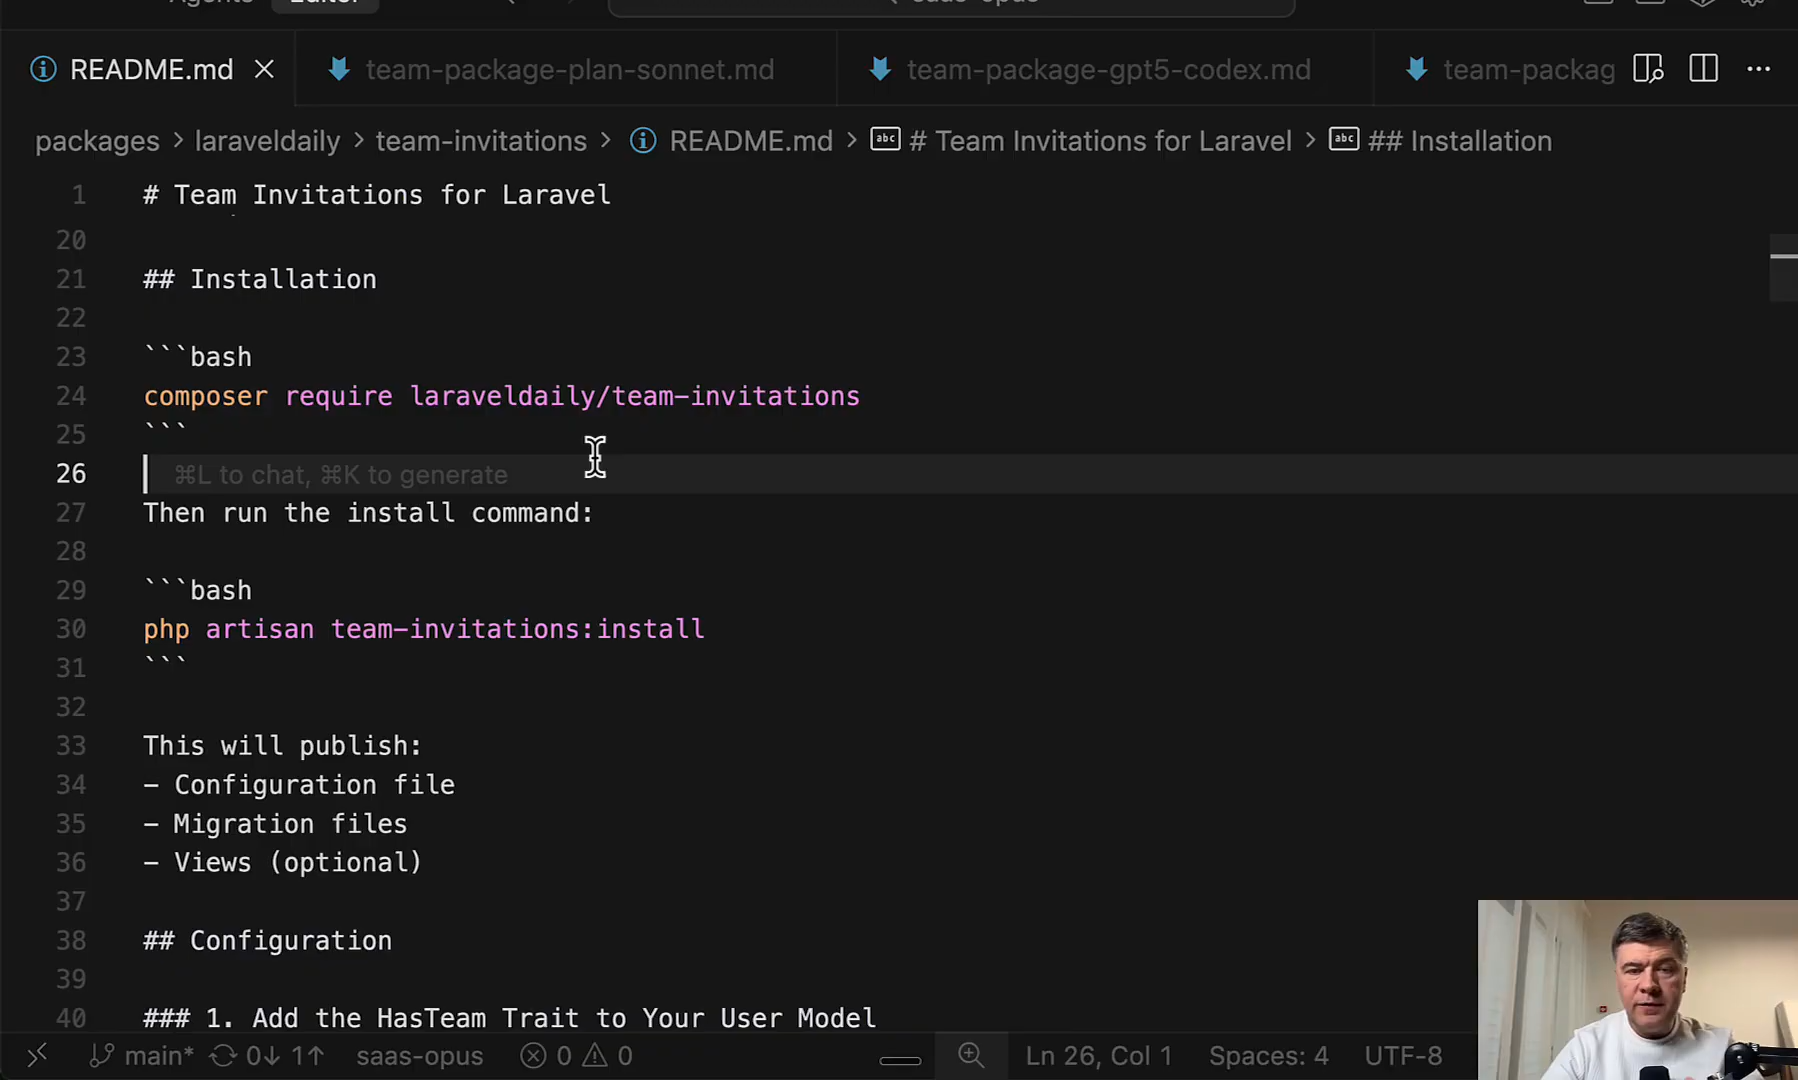 README.md
team-package-plan-sonnet.md
team-package-gpt5-codex.md
team-packag
packages > laraveldaily > team-invitations > README.md > # Team Invitations for Laravel > ## Installation
1 # Team Invitations for Laravel
20
21 ## Installation
22
23 ```bash
24 composer require laraveldaily/team-invitations
25 ```
26 ⌘L to chat, ⌘K to generate
27 Then run the install command:
28
29 ```bash
30 php artisan team-invitations:install
31 ```
32
33 This will publish:
34 - Configuration file
35 - Migration files
36 - Views (optional)
37
38 ## Configuration
39
40 ### 1. Add the HasTeam Trait to Your User Model
main* 0↓ 1↑ saas-opus 0 0 Ln 26, Col 1 Spaces: 4 UTF-8